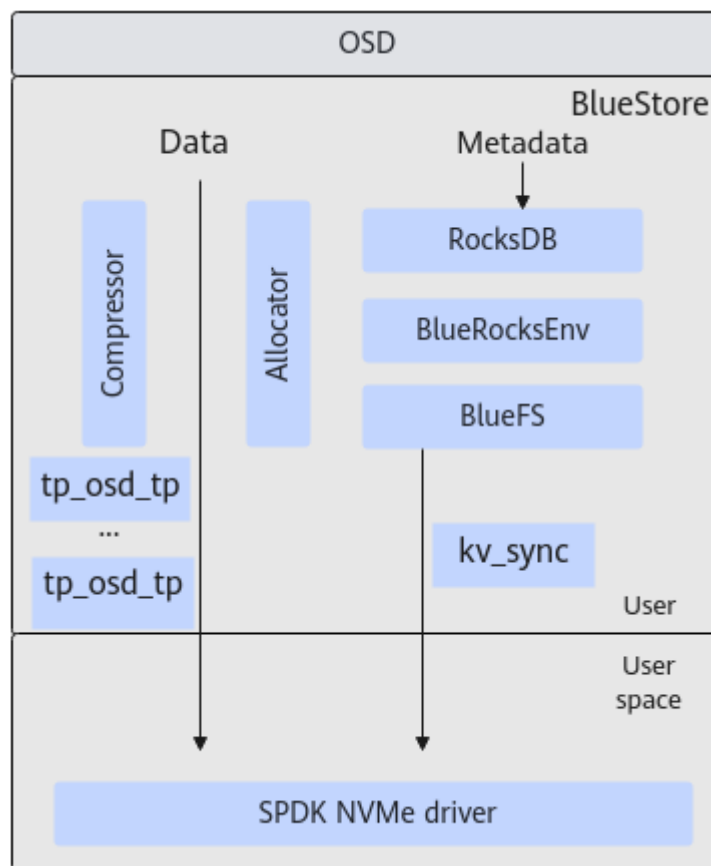 OSD
BlueStore
Data
Metadata
Compressor
Allocator
RocksDB
BlueRocksEnv
BlueFS
tp_osd_tp
...
tp_osd_tp
kv_sync
User
User
space
SPDK NVMe driver